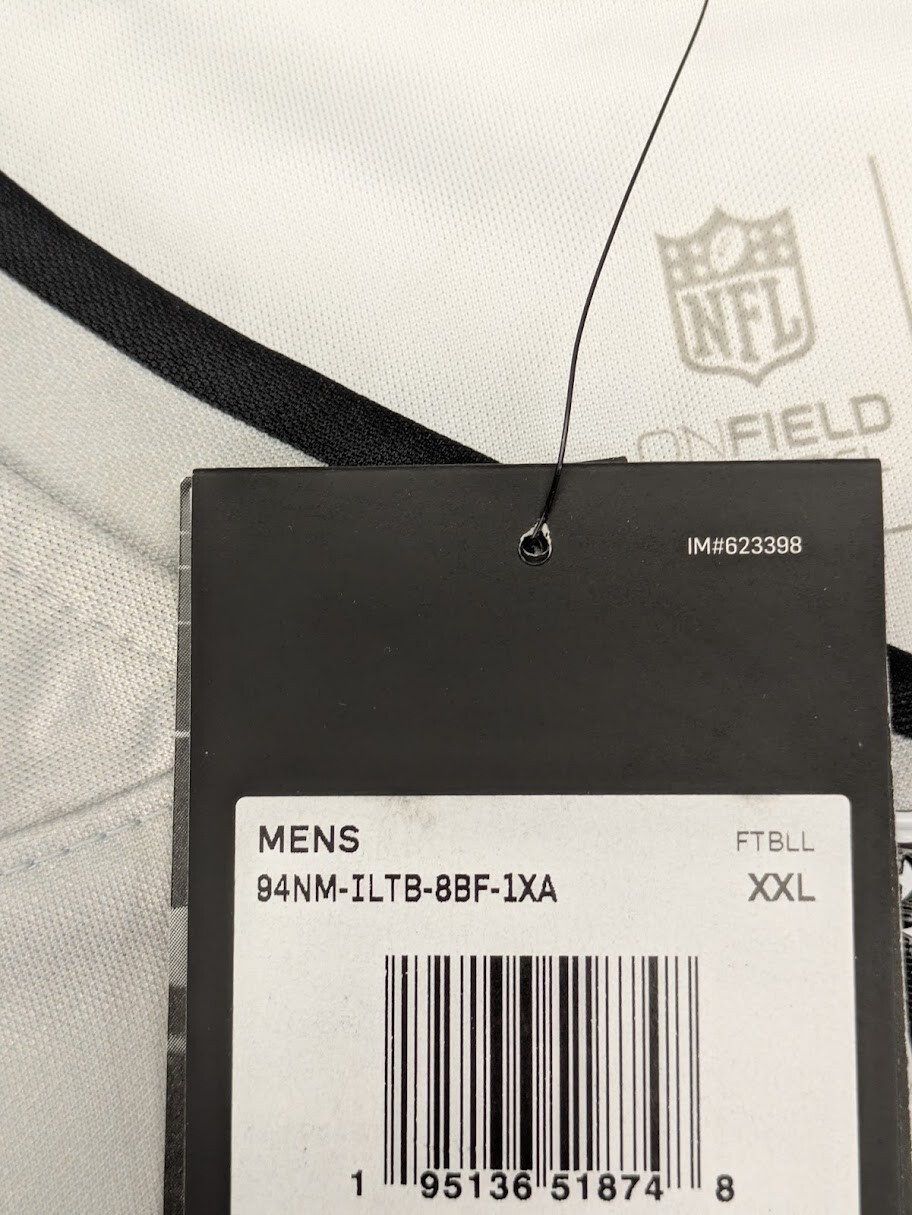 NFL
ONFIELD
IM#623398
MENS
FTBLL
94NM-ILTB-8BF-1XA
XXL
1 95136 51874 8